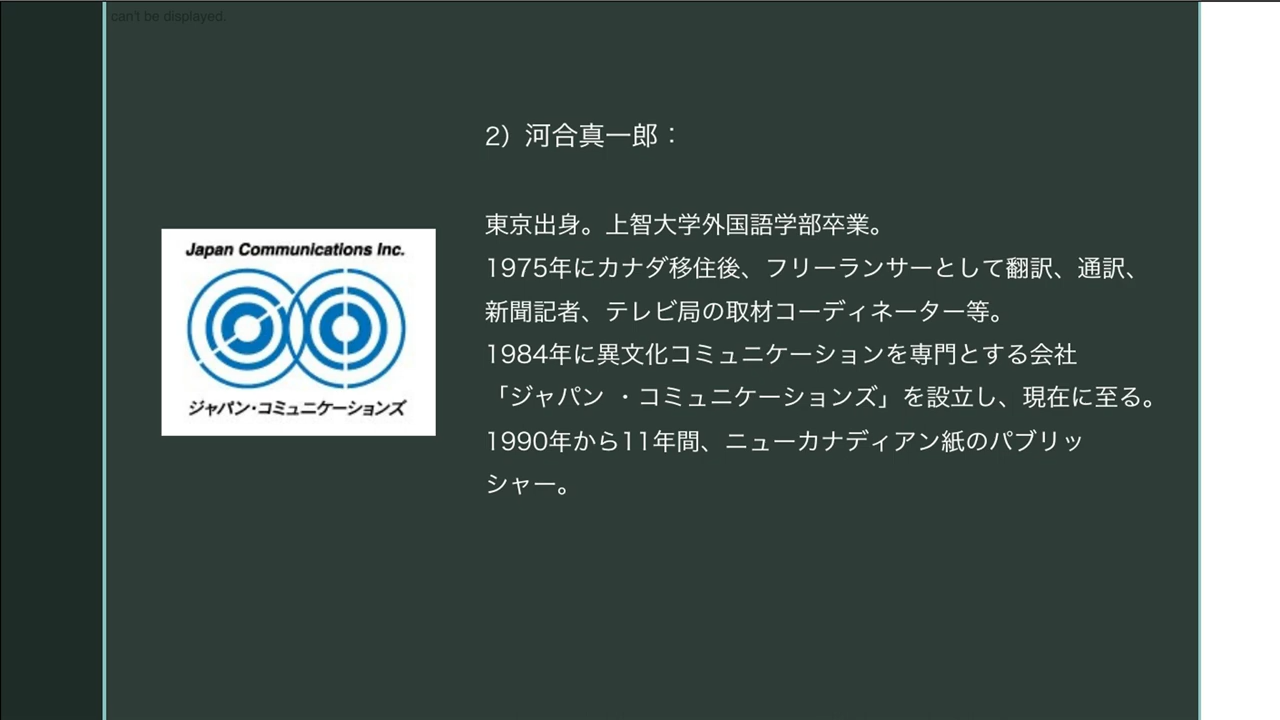 can't be displayed.
2）河合真一郎：
東京出身。上智大学外国語学部卒業。
1975年にカナダ移住後、フリーランサーとして翻訳、通訳、
新聞記者、テレビ局の取材コーディネーター等。
1984年に異文化コミュニケーションを専門とする会社
「ジャパン ・コミュニケーションズ」を設立し、現在に至る。
1990年から11年間、ニューカナディアン紙のパブリッ
シャー。
Japan Communications Inc.
ジャパン・コミュニケーションズ